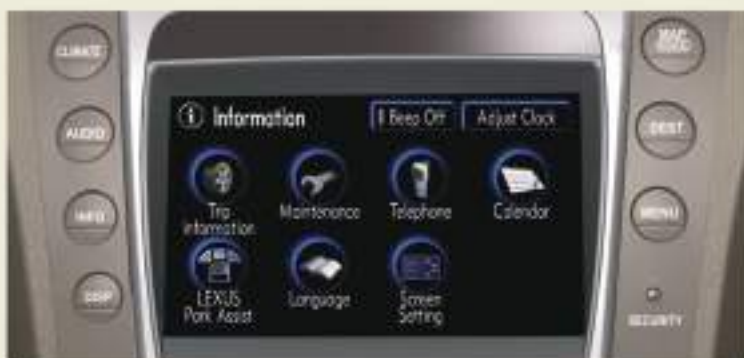 CLIMATE
AUDIO
INFO
DISP
Information
Beep Off
Adjust Clock
Trip
information
Maintenance
Telephone
Calendar
LEXUS
Park Assist
Language
Screen
Setting
MAP
DEST
MENU
SECURITY